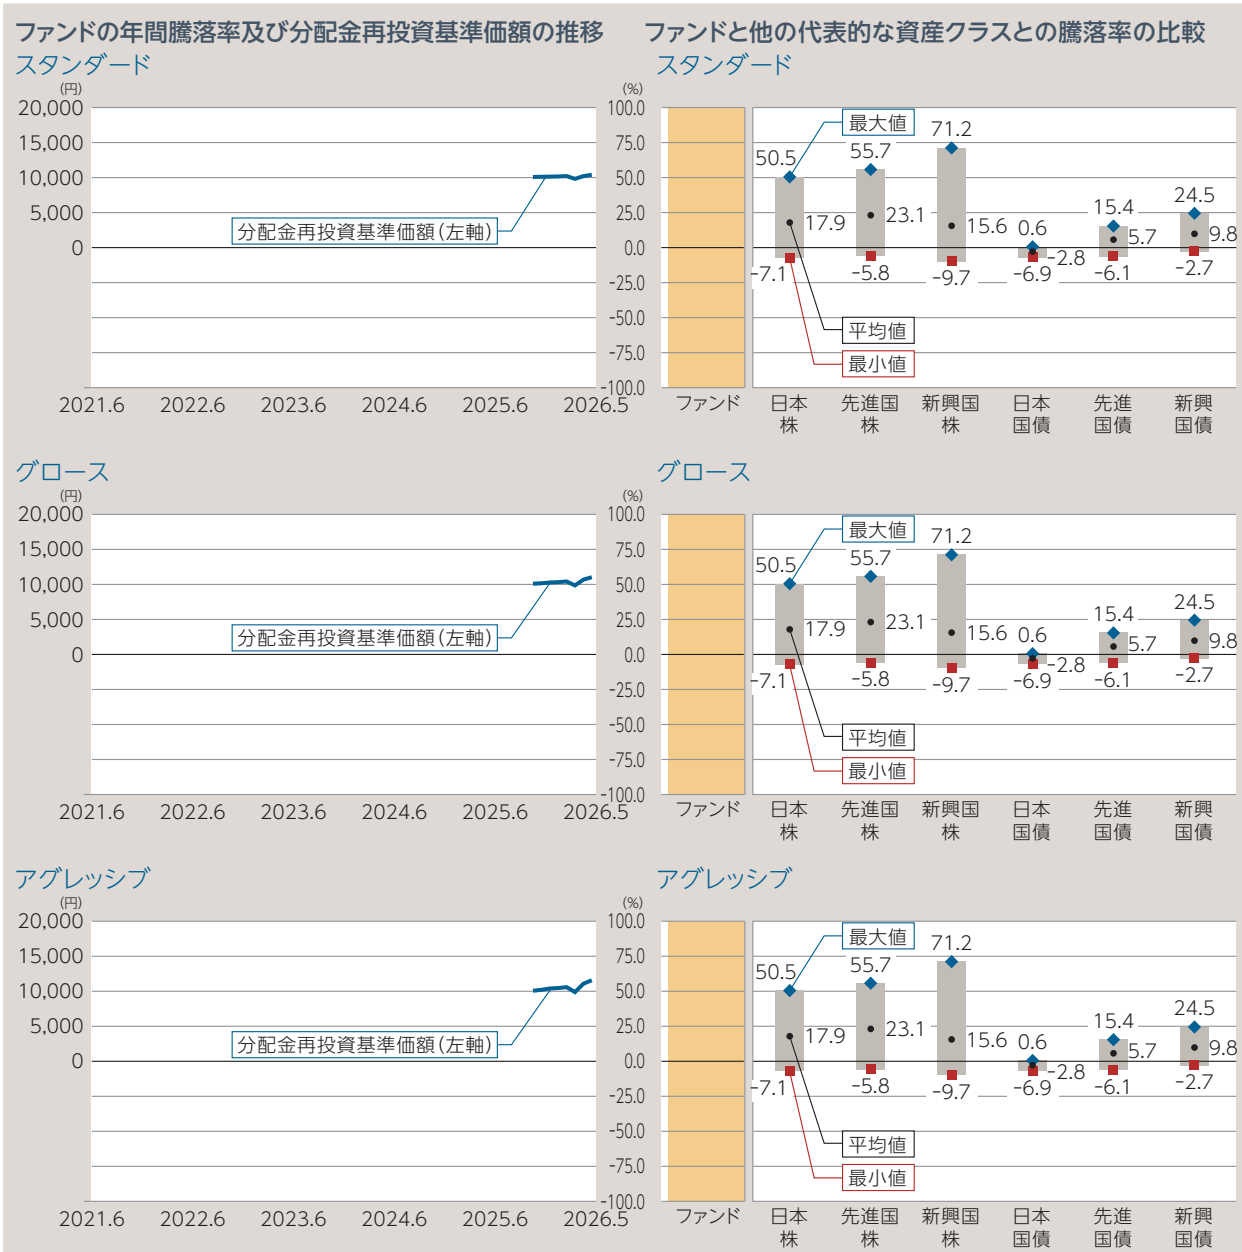 ファンドの年間騰落率及び分配金再投資基準価額の推移
ファンドと他の代表的な資産クラスとの騰落率の比較
スタンダード
(円)
20,000
15,000
10,000
5,000
0
分配金再投資基準価額(左軸)
2021.6 2022.6 2023.6 2024.6 2025.6 2026.5
スタンダード
(%)
100.0
75.0
50.0
25.0
0.0
-25.0
-50.0
-75.0
-100.0
最大値
50.5 55.7 71.2 0.6 15.4 24.5
17.9 23.1 15.6 -2.8 5.7 9.8
-7.1 -5.8 -9.7 -6.9 -6.1 -2.7
平均値
最小値
ファンド 日本 先進国 新興国 日本 先進 新興
株 株 株 国債 国債 国債
グロース
(円)
20,000
15,000
10,000
5,000
0
分配金再投資基準価額(左軸)
2021.6 2022.6 2023.6 2024.6 2025.6 2026.5
グロース
(%)
100.0
75.0
50.0
25.0
0.0
-25.0
-50.0
-75.0
-100.0
最大値
50.5 55.7 71.2 0.6 15.4 24.5
17.9 23.1 15.6 -2.8 5.7 9.8
-7.1 -5.8 -9.7 -6.9 -6.1 -2.7
平均値
最小値
ファンド 日本 先進国 新興国 日本 先進 新興
株 株 株 国債 国債 国債
アグレッシブ
(円)
20,000
15,000
10,000
5,000
0
分配金再投資基準価額(左軸)
2021.6 2022.6 2023.6 2024.6 2025.6 2026.5
アグレッシブ
(%)
100.0
75.0
50.0
25.0
0.0
-25.0
-50.0
-75.0
-100.0
最大値
50.5 55.7 71.2 0.6 15.4 24.5
17.9 23.1 15.6 -2.8 5.7 9.8
-7.1 -5.8 -9.7 -6.9 -6.1 -2.7
平均値
最小値
ファンド 日本 先進国 新興国 日本 先進 新興
株 株 株 国債 国債 国債